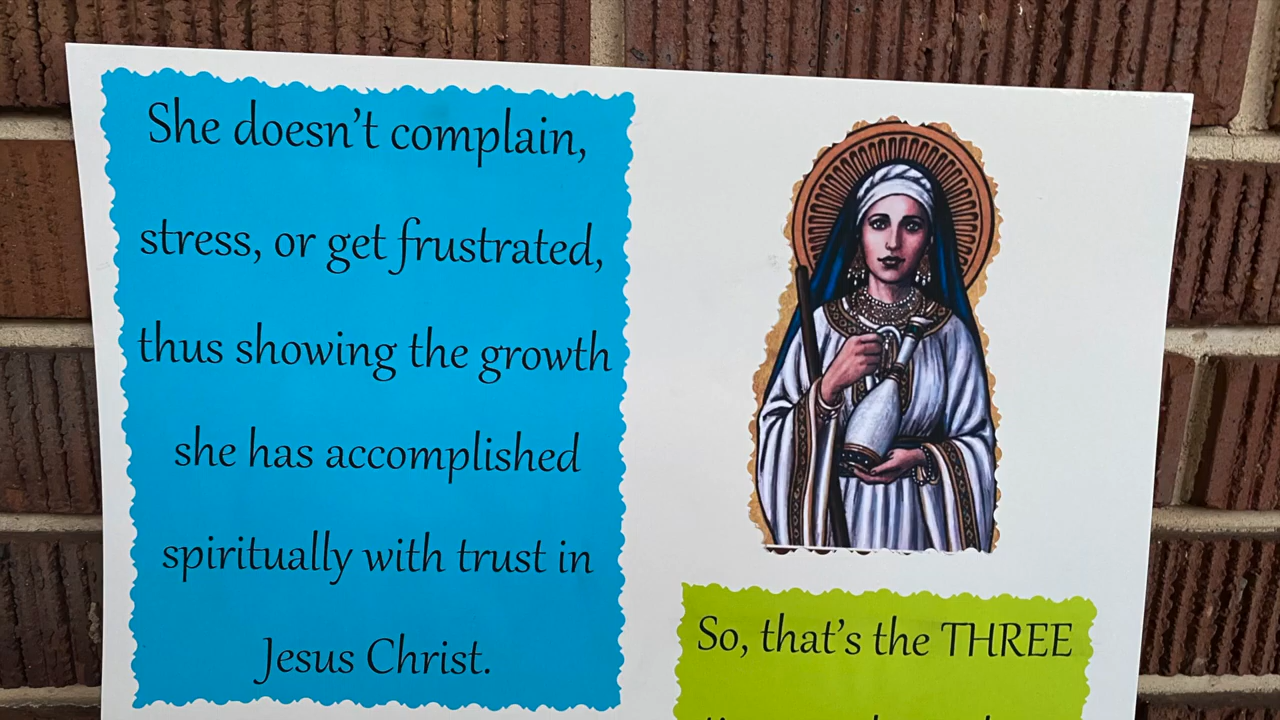 She doesn't complain,
stress, or get frustrated,
thus showing the growth
she has accomplished
spiritually with trust in
Jesus Christ.
So, that's the THREE